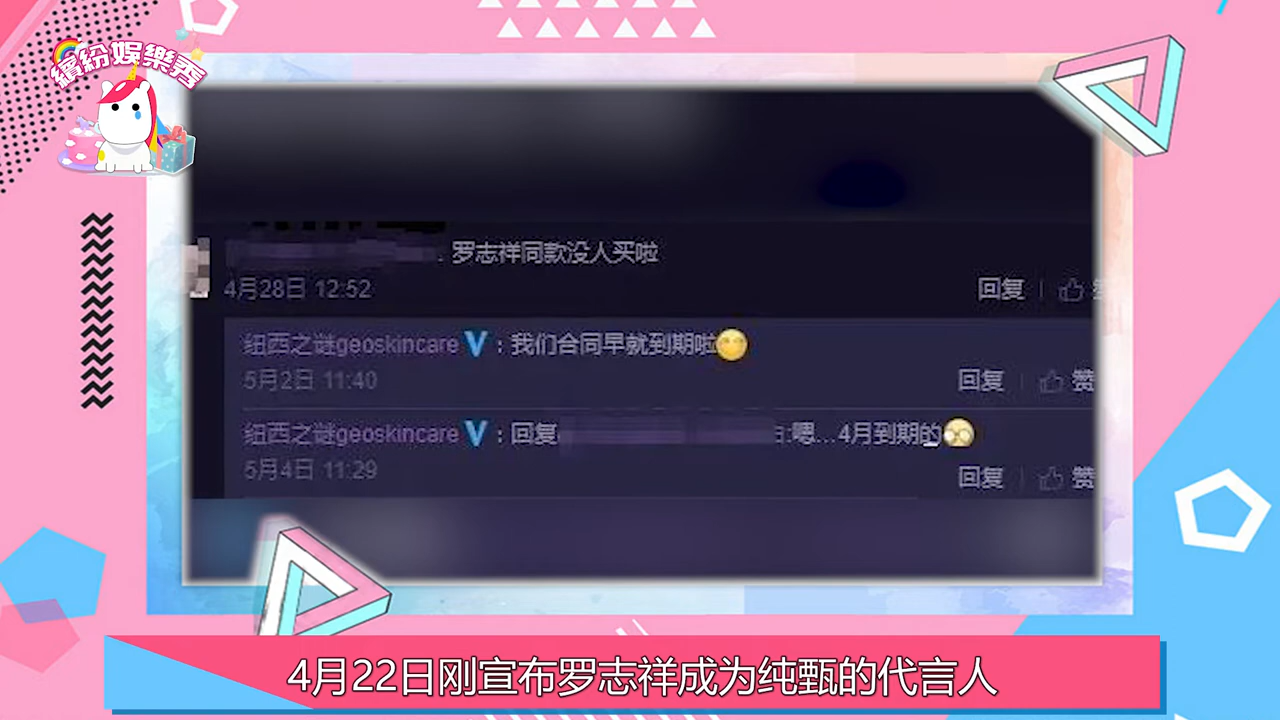 繽紛娛樂秀
罗志祥同款没人买啦
4月28日 12:52
回复
纽西之谜geoskincare V：我们合同早就到期啦
5月2日 11:40
回复 赞
纽西之谜geoskincare V：回复 :嗯...4月到期的
5月4日 11:29
回复 赞
4月22日刚宣布罗志祥成为纯甄的代言人